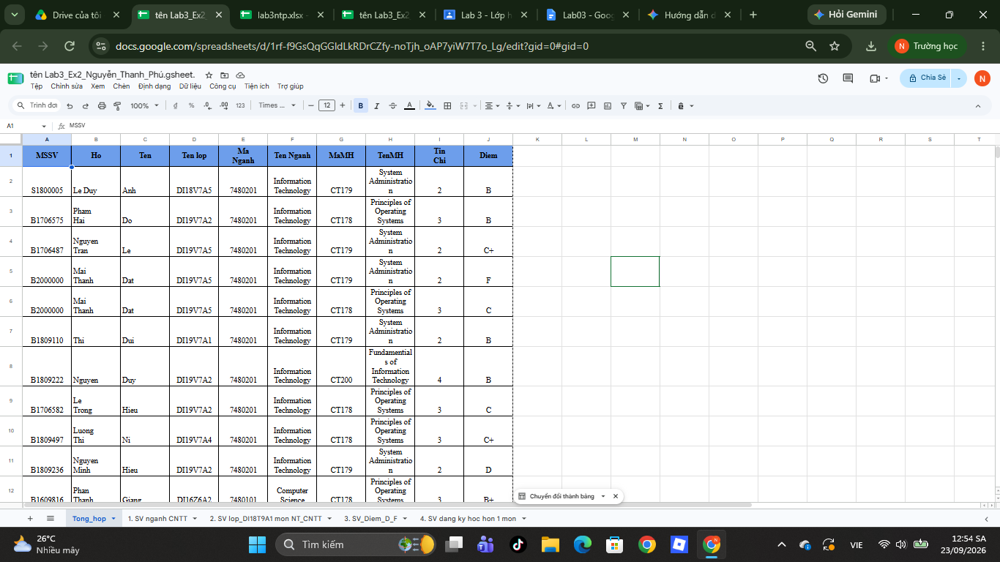 Drive của tôi
tên Lab3_Ex2_
lab3ntp.xlsx -
tên Lab3_Ex2_
Lab 3 - Lớp h
Lab03 - Goo
Hướng dẫn d
Hỏi Gemini
docs.google.com/spreadsheets/d/1rf-f9GsQqGGldLkRDrCZfy-noTjh_oAP7yiW7T7o_Lg/edit?gid=0#gid=0
N Trường học
tên Lab3_Ex2_Nguyễn_Thanh_Phú.gsheet.
Tệp Chỉnh sửa Xem Chèn Định dạng Dữ liệu Công cụ Tiện ích Trợ giúp
Chia Sẻ
N
Trình đơn 100% đ % .0 .00 123 Times ... 12 B I A
A1 fx MSSV
A B C D E F G H I J K L M N O P Q R S T
1 MSSV Ho Ten Ten lop Ma Nganh Ten Nganh MaMH TenMH Tin Chi Diem
2 S1800005 Le Duy Anh DI18V7A5 7480201 Information Technology CT179 System Administration 2 B
3 B1706575 Pham Hai Do DI19V7A2 7480201 Information Technology CT178 Principles of Operating Systems 3 B
4 B1706487 Nguyen Tran Le DI19V7A5 7480201 Information Technology CT179 System Administration 2 C+
5 B2000000 Mai Thanh Dat DI19V7A5 7480201 Information Technology CT179 System Administration 2 F
6 B2000000 Mai Thanh Dat DI19V7A5 7480201 Information Technology CT178 Principles of Operating Systems 3 C
7 B1809110 Thi Dui DI19V7A1 7480201 Information Technology CT179 System Administration 2 B
8 B1809222 Nguyen Duy DI19V7A2 7480201 Information Technology CT200 Fundamentials of Information Technology 4 B
9 B1706582 Le Trong Hieu DI19V7A2 7480201 Information Technology CT178 Principles of Operating Systems 3 C
10 B1809497 Luong Thi Ni DI19V7A4 7480201 Information Technology CT178 Principles of Operating Systems 3 C+
11 B1809236 Nguyen Minh Hieu DI19V7A2 7480201 Information Technology CT179 System Administration 2 D
12 B1609816 Phan Thanh Giang DI16Z6A2 7480101 Computer Science CT178 Principles of Operating Systems 3 B+
Chuyển đổi thành bảng
Tong_hop
1. SV nganh CNTT
2. SV lop_DI18T9A1 mon NT_CNTT
3. SV_Diem_D_F
4. SV dang ky hoc hon 1 mon
26°C
Nhiều mây
Tìm kiếm
VIE
12:54 SA
23/09/2026